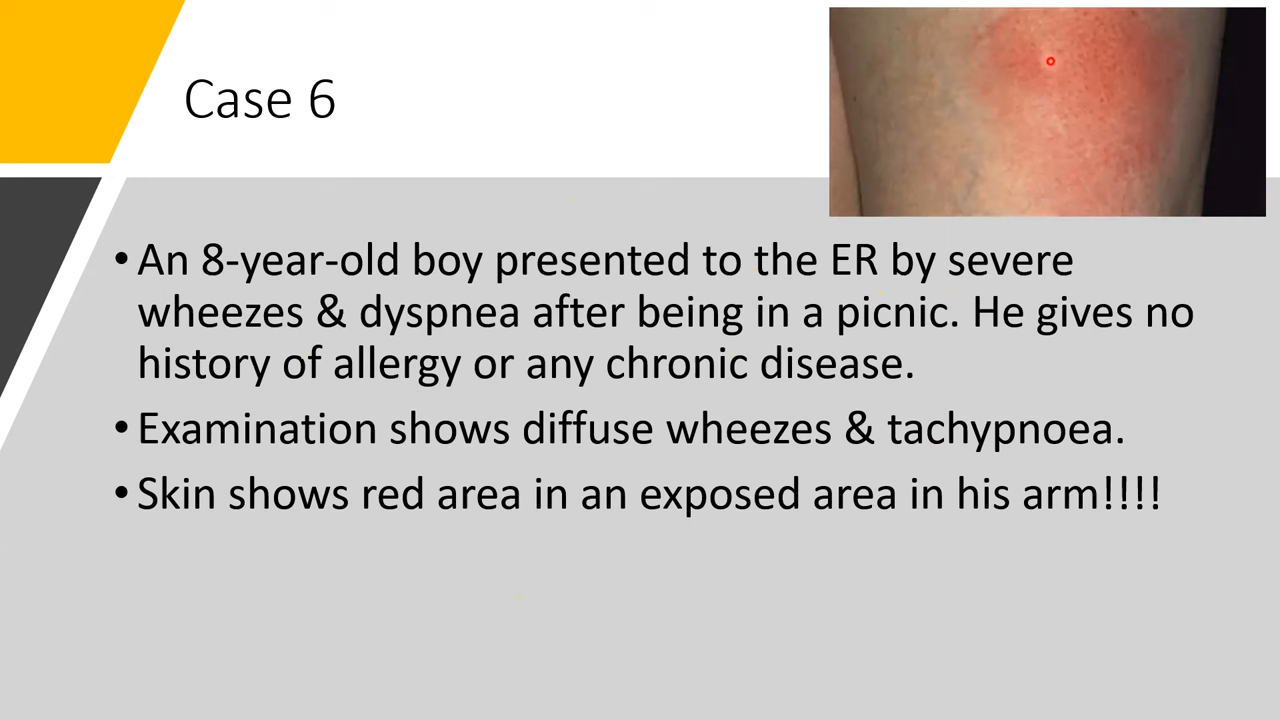 Case 6
• An 8-year-old boy presented to the ER by severe
wheezes & dyspnea after being in a picnic. He gives no
history of allergy or any chronic disease.
• Examination shows diffuse wheezes & tachypnoea.
• Skin shows red area in an exposed area in his arm!!!!